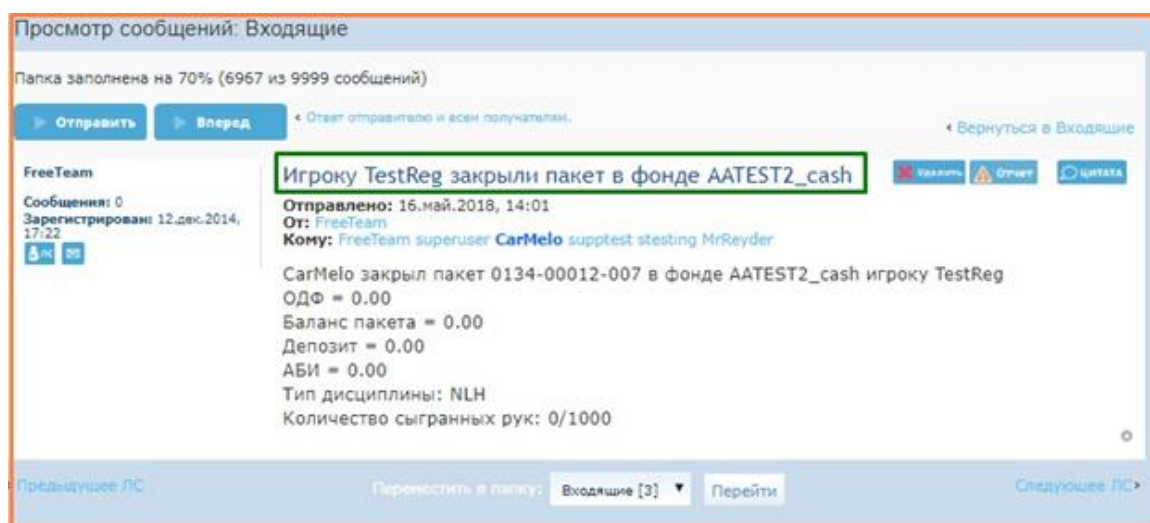 Просмотр сообщений: Входящие
Папка заполнена на 70% (6967 из 9999 сообщений)
Отправить
Вперед
Ответ отправителю и всем получателям.
Вернуться в Входящие
FreeTeam
Сообщения: 0
Зарегистрирован: 12.дек.2014,
17:22
ЛС
Игроку TestReg закрыли пакет в фонде AATEST2_cash
Удалить
Отчет
Цитата
Отправлено: 16.май.2018, 14:01
От: FreeTeam
Кому: FreeTeam superuser CarMelo supptest stesting MrReyder
CarMelo закрыл пакет 0134-00012-007 в фонде AATEST2_cash игроку TestReg
ОДФ = 0.00
Баланс пакета = 0.00
Депозит = 0.00
АБИ = 0.00
Тип дисциплины: NLH
Количество сыгранных рук: 0/1000
Предыдущее ЛС
Переместить в папку:
Входящие [3]
Перейти
Следующее ЛС